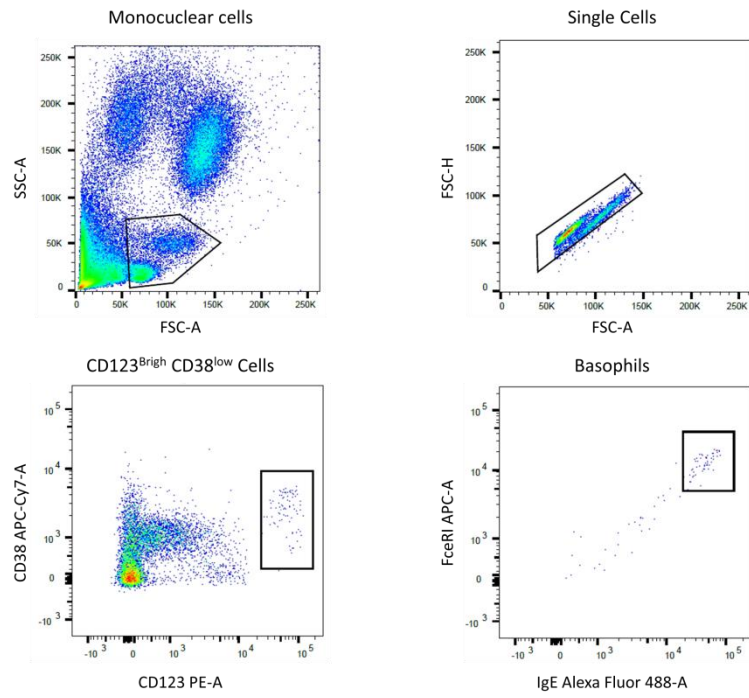 Monocuclear cells
Single Cells
250K
200K
150K
100K
50K
0
SSC-A
0 50K 100K 150K 200K 250K
FSC-A
250K
200K
150K
100K
50K
0
FSC-H
50K 100K 150K 200K 250K
FSC-A
CD123Brigh CD38low Cells
Basophils
10 5
10 4
10 3
0
-10 3
CD38 APC-Cy7-A
-10 3 0 10 3 10 4 10 5
CD123 PE-A
10 5
10 4
10 3
0
-10 3
FceRI APC-A
-10 3 0 10 3 10 4 10 5
IgE Alexa Fluor 488-A